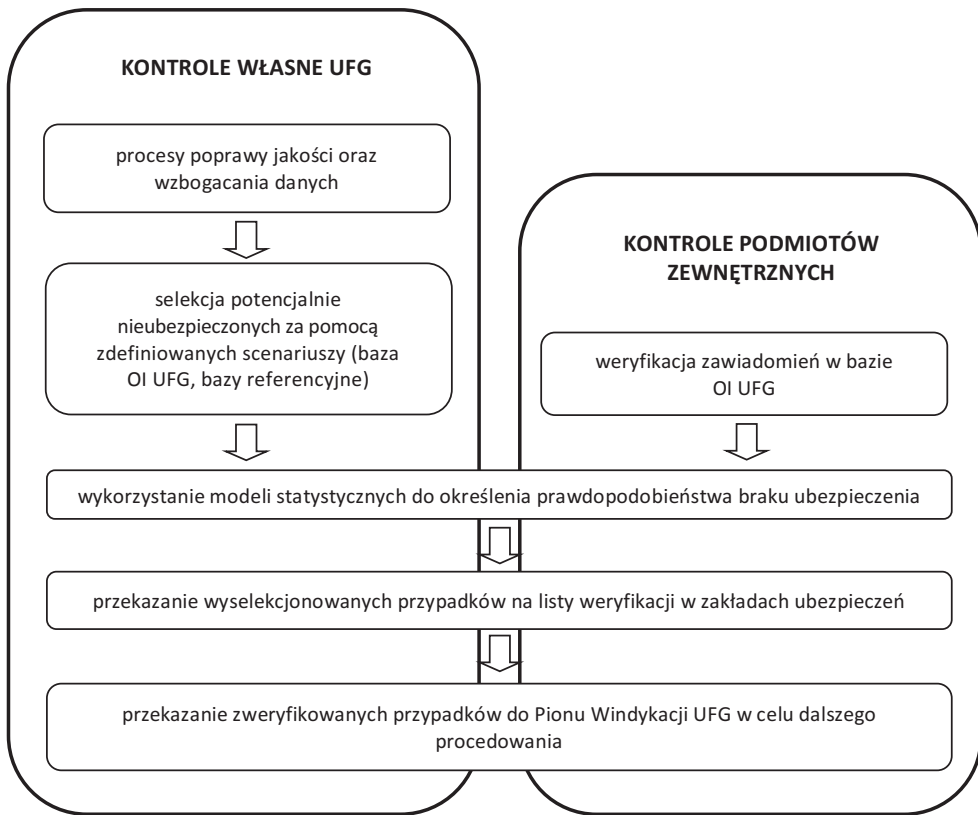 KONTROLE WŁASNE UFG
procesy poprawy jakości oraz
wzbogacania danych
selekcja potencjalnie
nieubezpieczonych za pomocą
zdefiniowanych scenariuszy (baza
OI UFG, bazy referencyjne)
KONTROLE PODMIOTÓW
ZEWNĘTRZNYCH
weryfikacja zawiadomień w bazie
OI UFG
wykorzystanie modeli statystycznych do określenia prawdopodobieństwa braku ubezpieczenia
przekazanie wyselekcjonowanych przypadków na listy weryfikacji w zakładach ubezpieczeń
przekazanie zweryfikowanych przypadków do Pionu Windykacji UFG w celu dalszego
procedowania